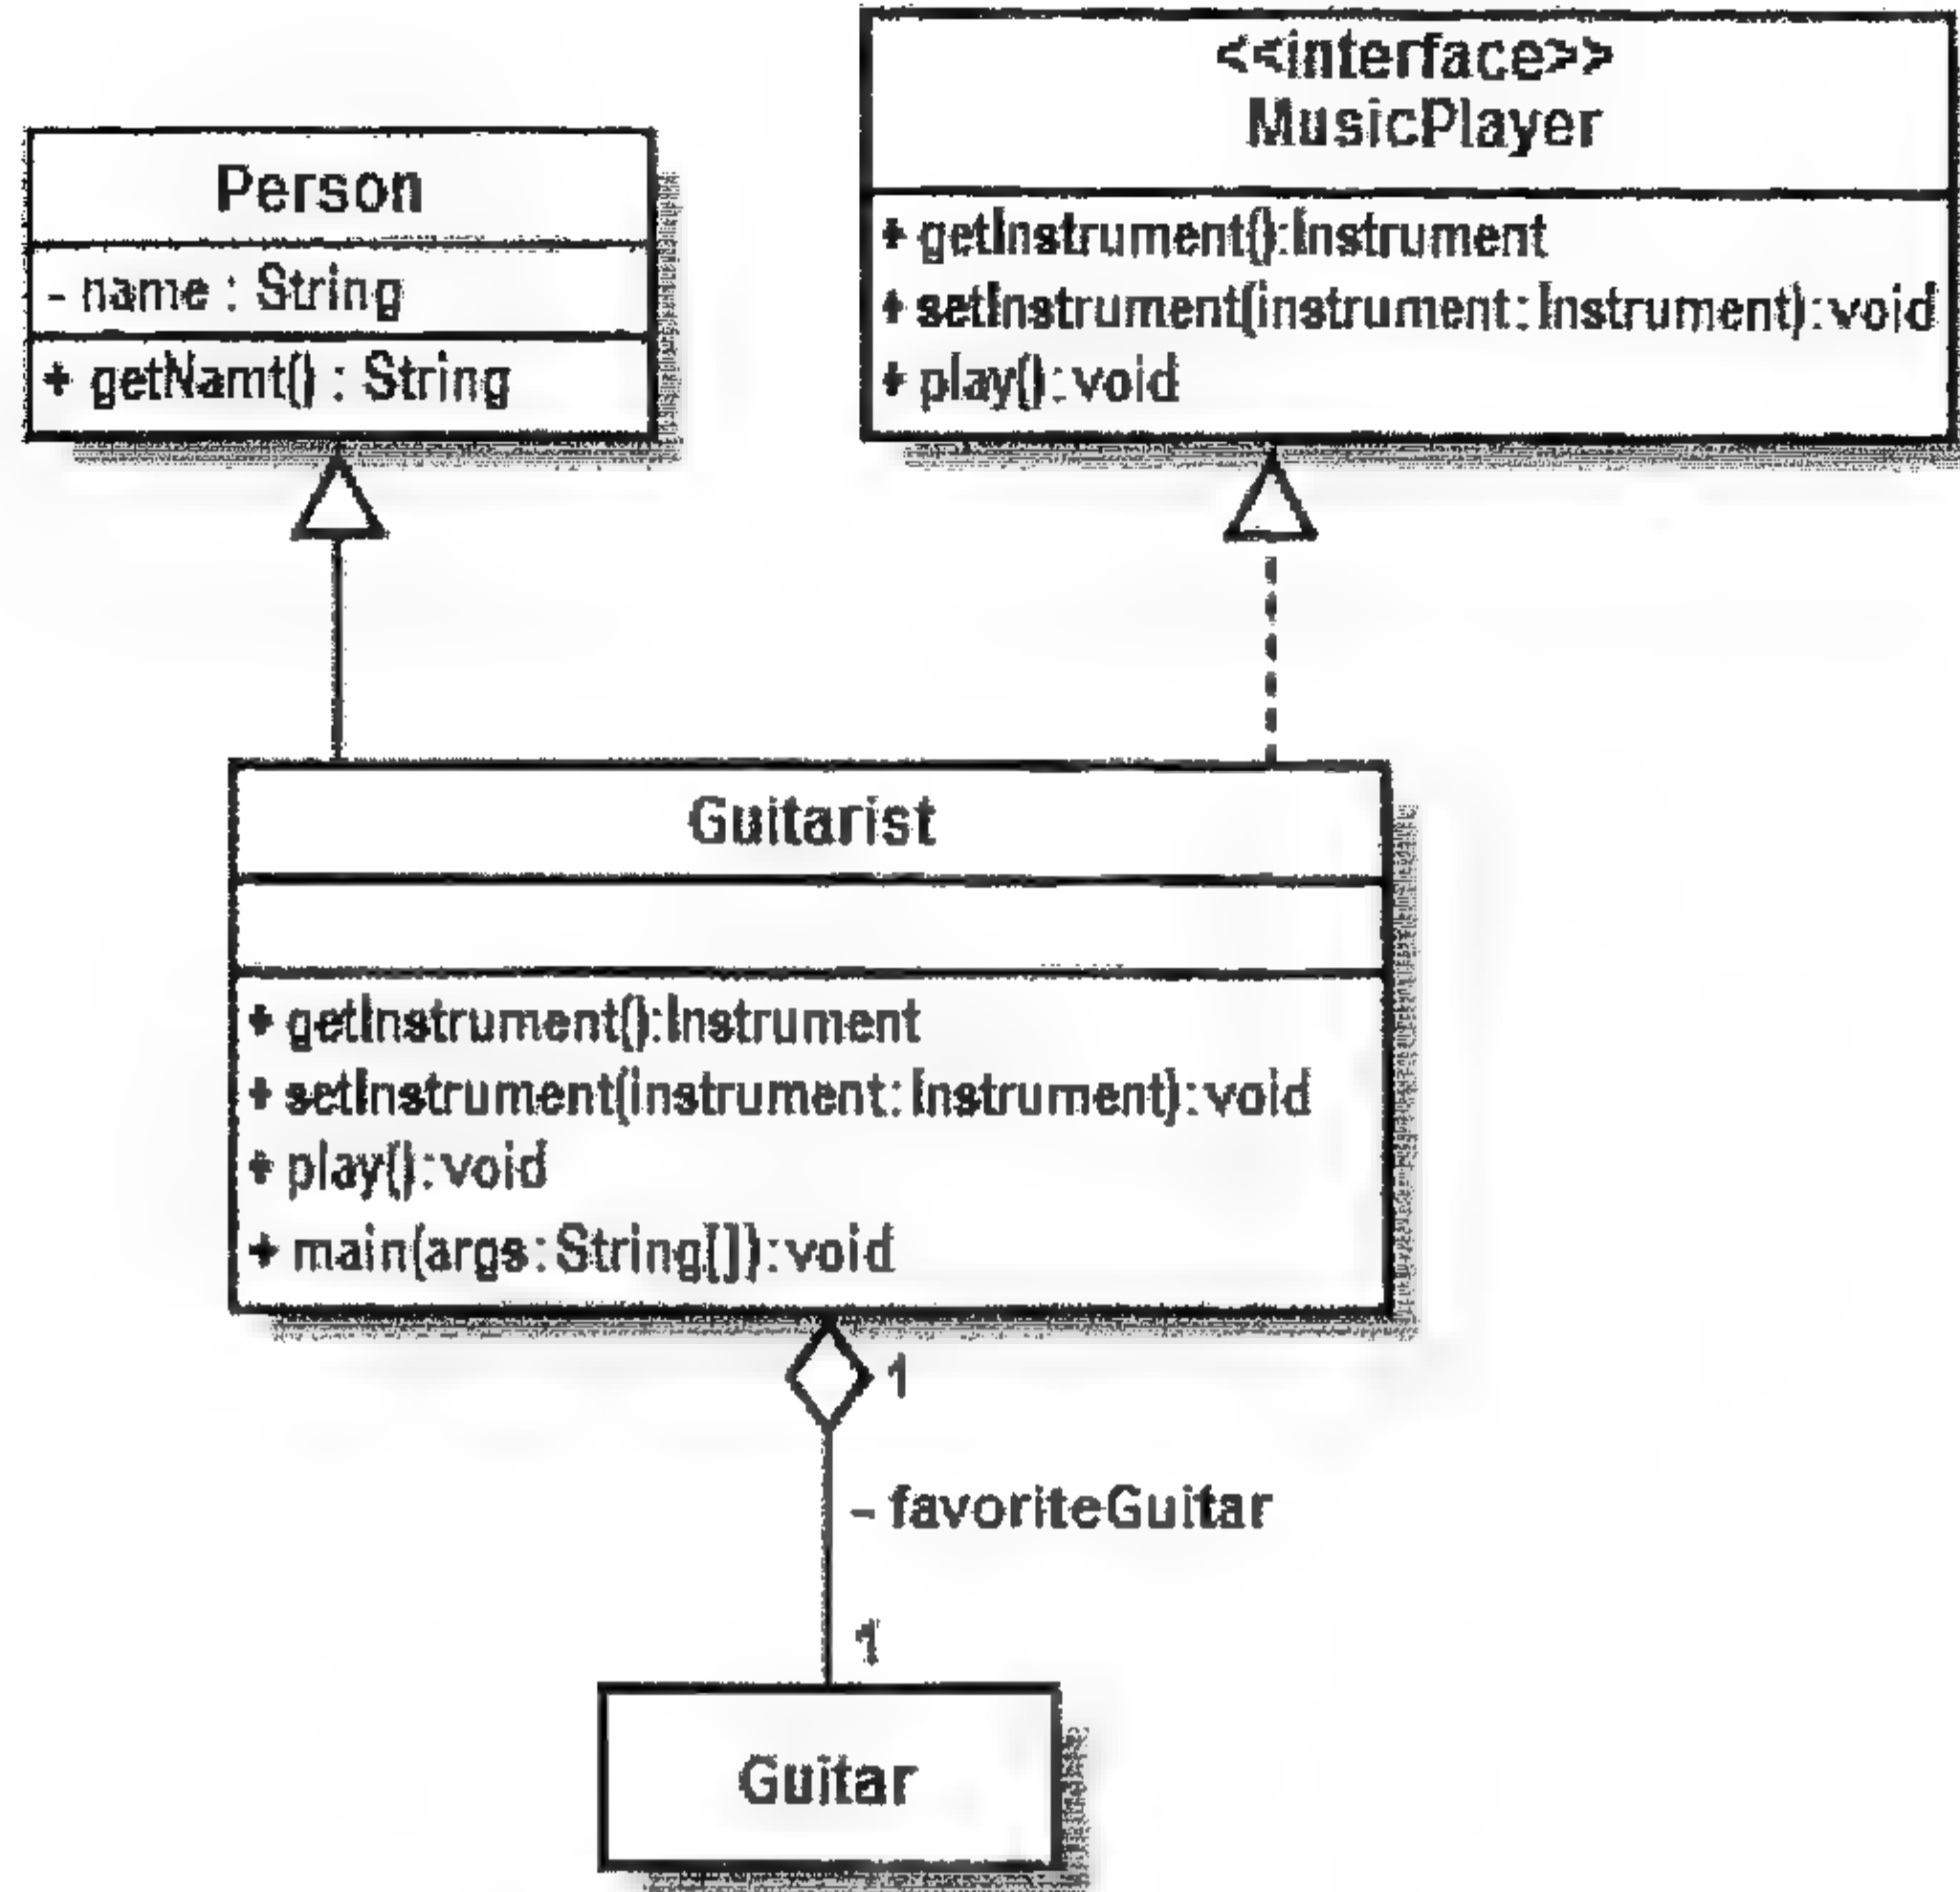 Person
- name : String
+ getNamt() : String
<<interface>>
MusicPlayer
+ getInstrument():Instrument
+ setInstrument(instrument:Instrument):void
+ play():void
Guitarist
+ getInstrument():Instrument
+ setInstrument(instrument:Instrument):void
+ play():void
+ main(args:String[]):void
1
- favoriteGuitar
1
Guitar